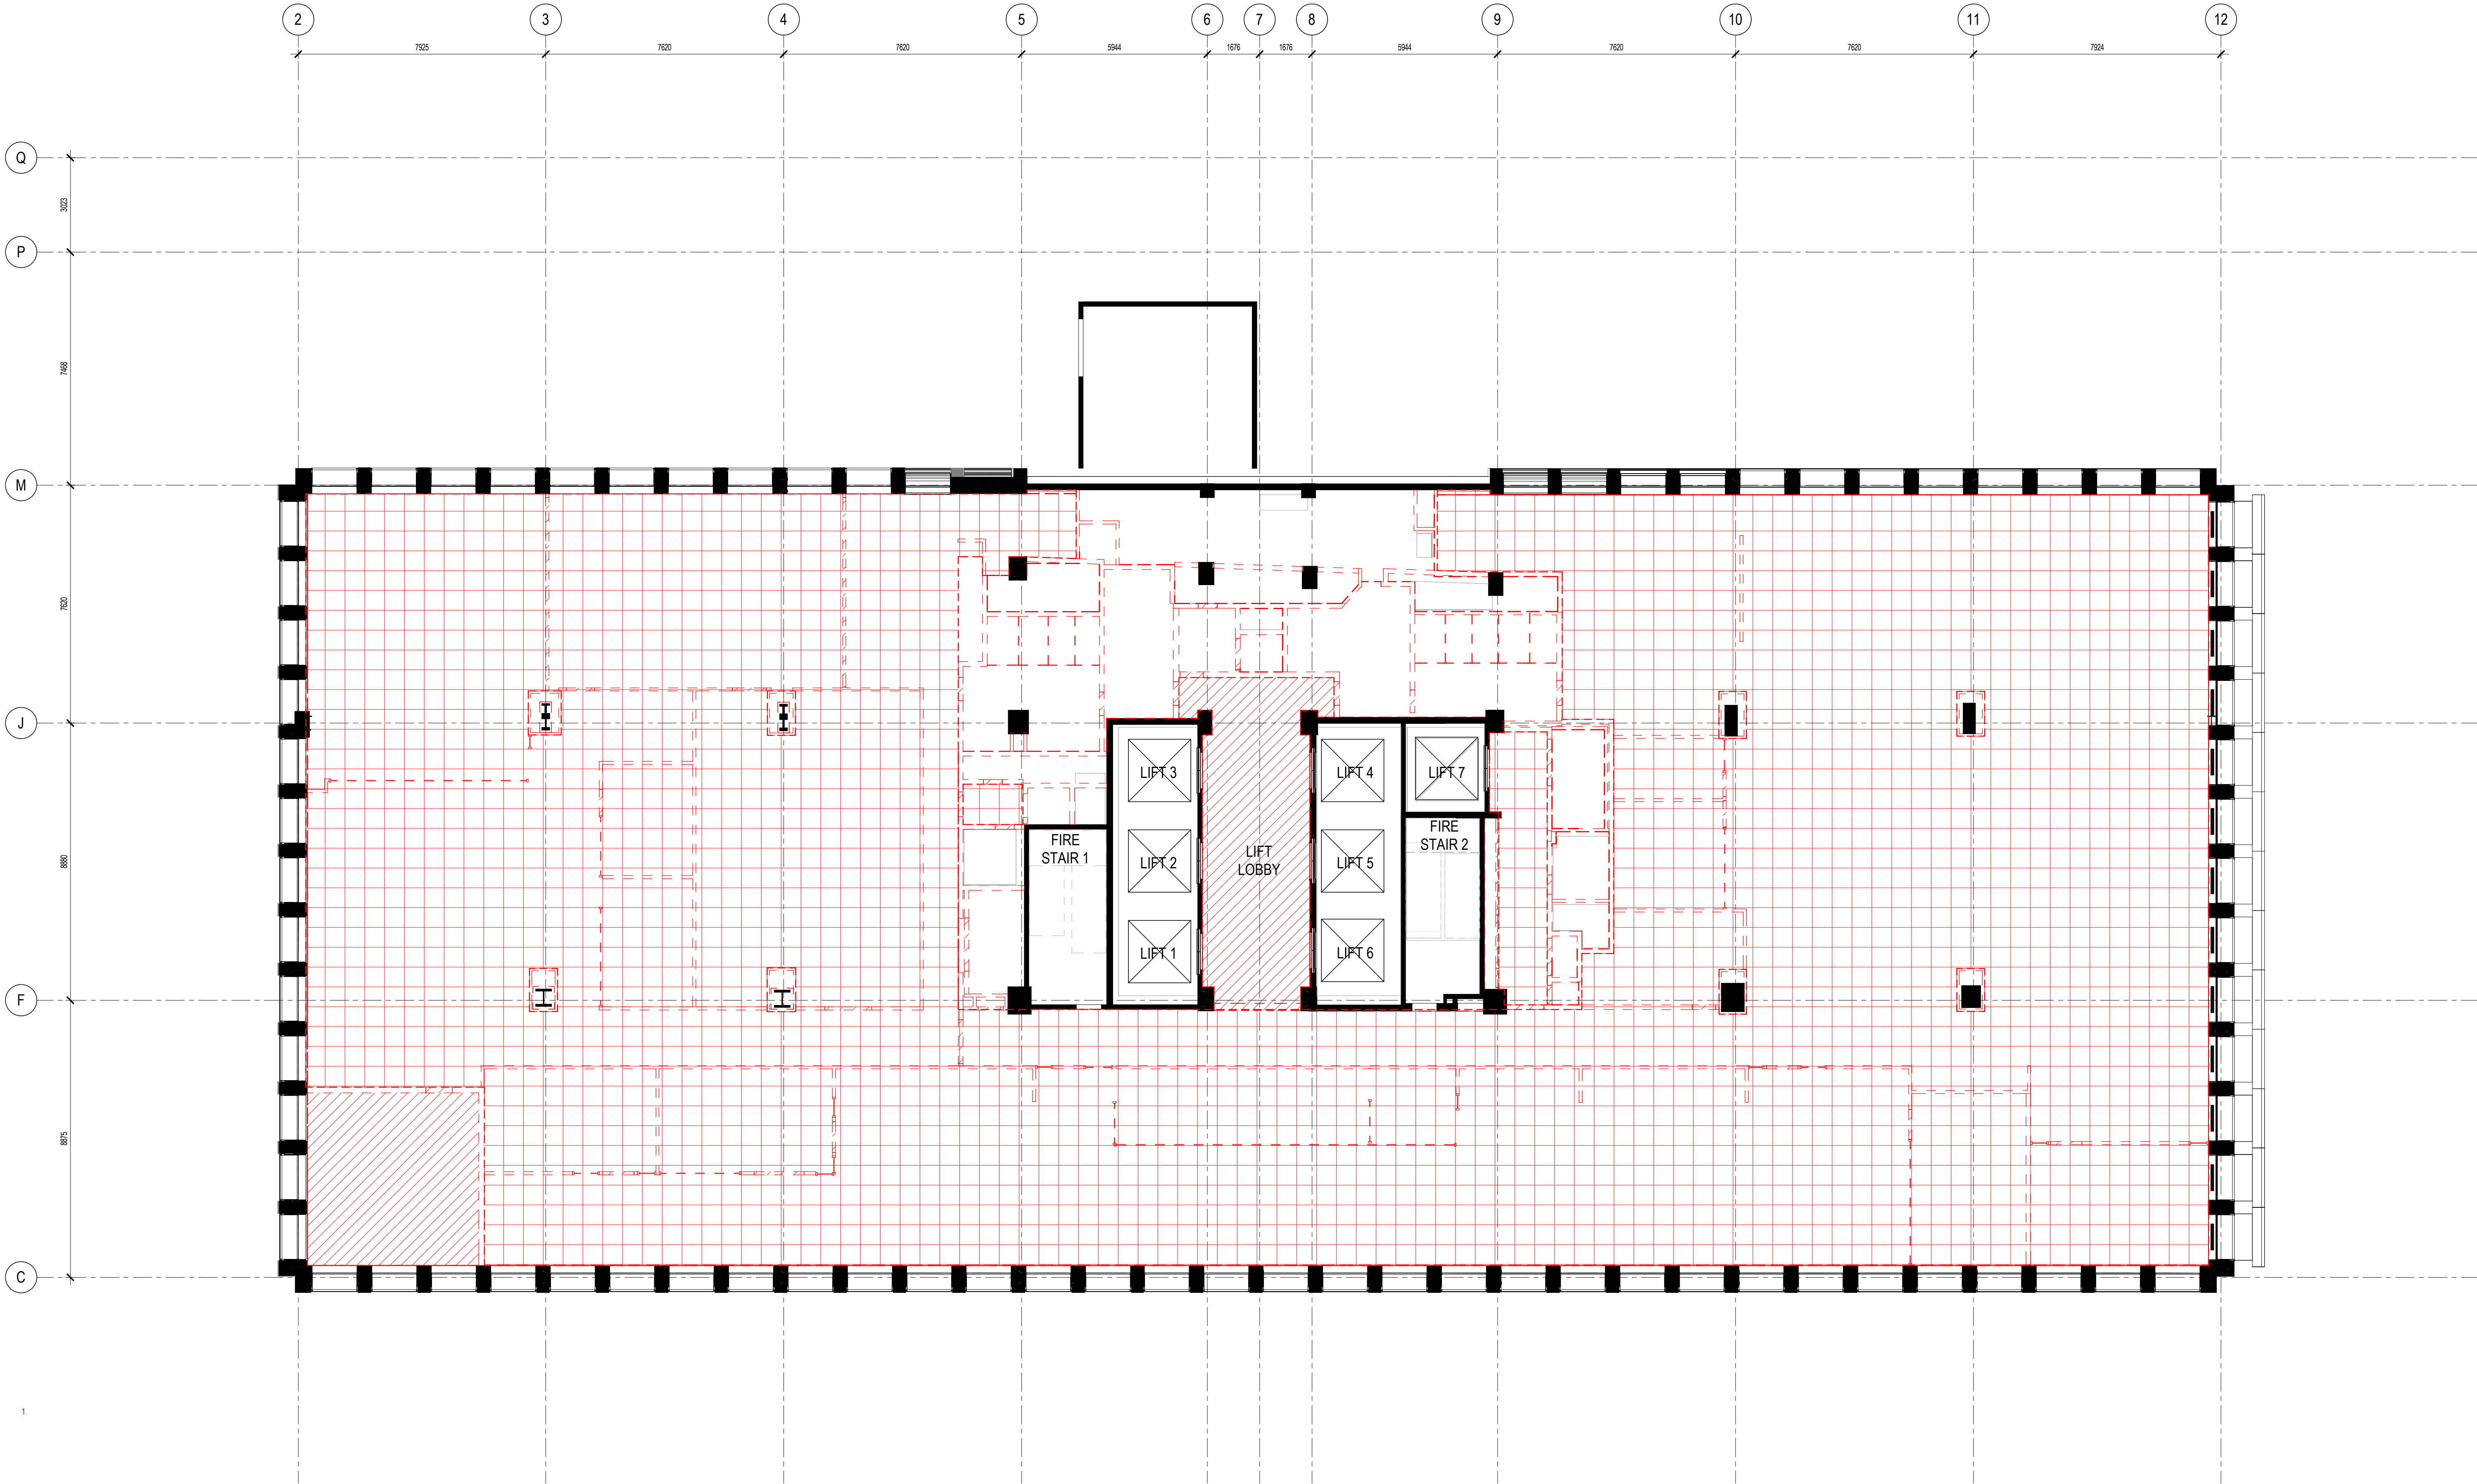 2 3 4 5 6 7 8 9 10 11 12
7925 7620 7620 5944 1676 1676 5944 7620 7620 7924
Q
3023
P
7468
M
7620
J
8880
F
8875
C
LIFT 3
LIFT 4
LIFT 7
FIRE
STAIR 1
LIFT 2
LIFT
LOBBY
LIFT 5
FIRE
STAIR 2
LIFT 1
LIFT 6
1